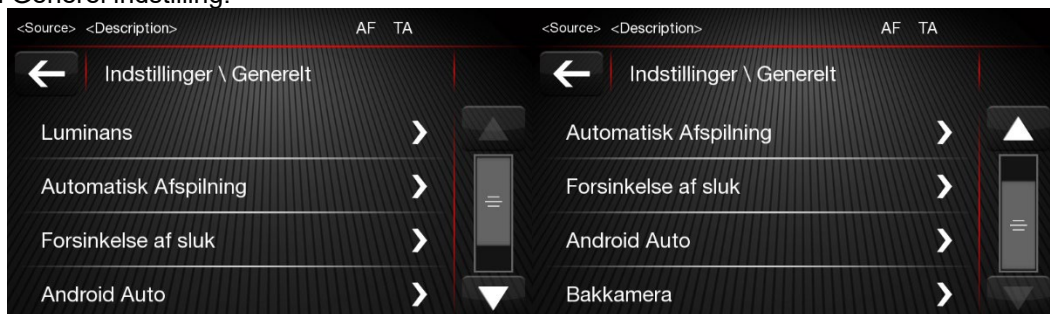 Generel indstilling.
<Source> <Description> AF TA
Indstillinger \ Generelt
Luminans
Automatisk Afspilning
Forsinkelse af sluk
Android Auto
<Source> <Description> AF TA
Indstillinger \ Generelt
Automatisk Afspilning
Forsinkelse af sluk
Android Auto
Bakkamera